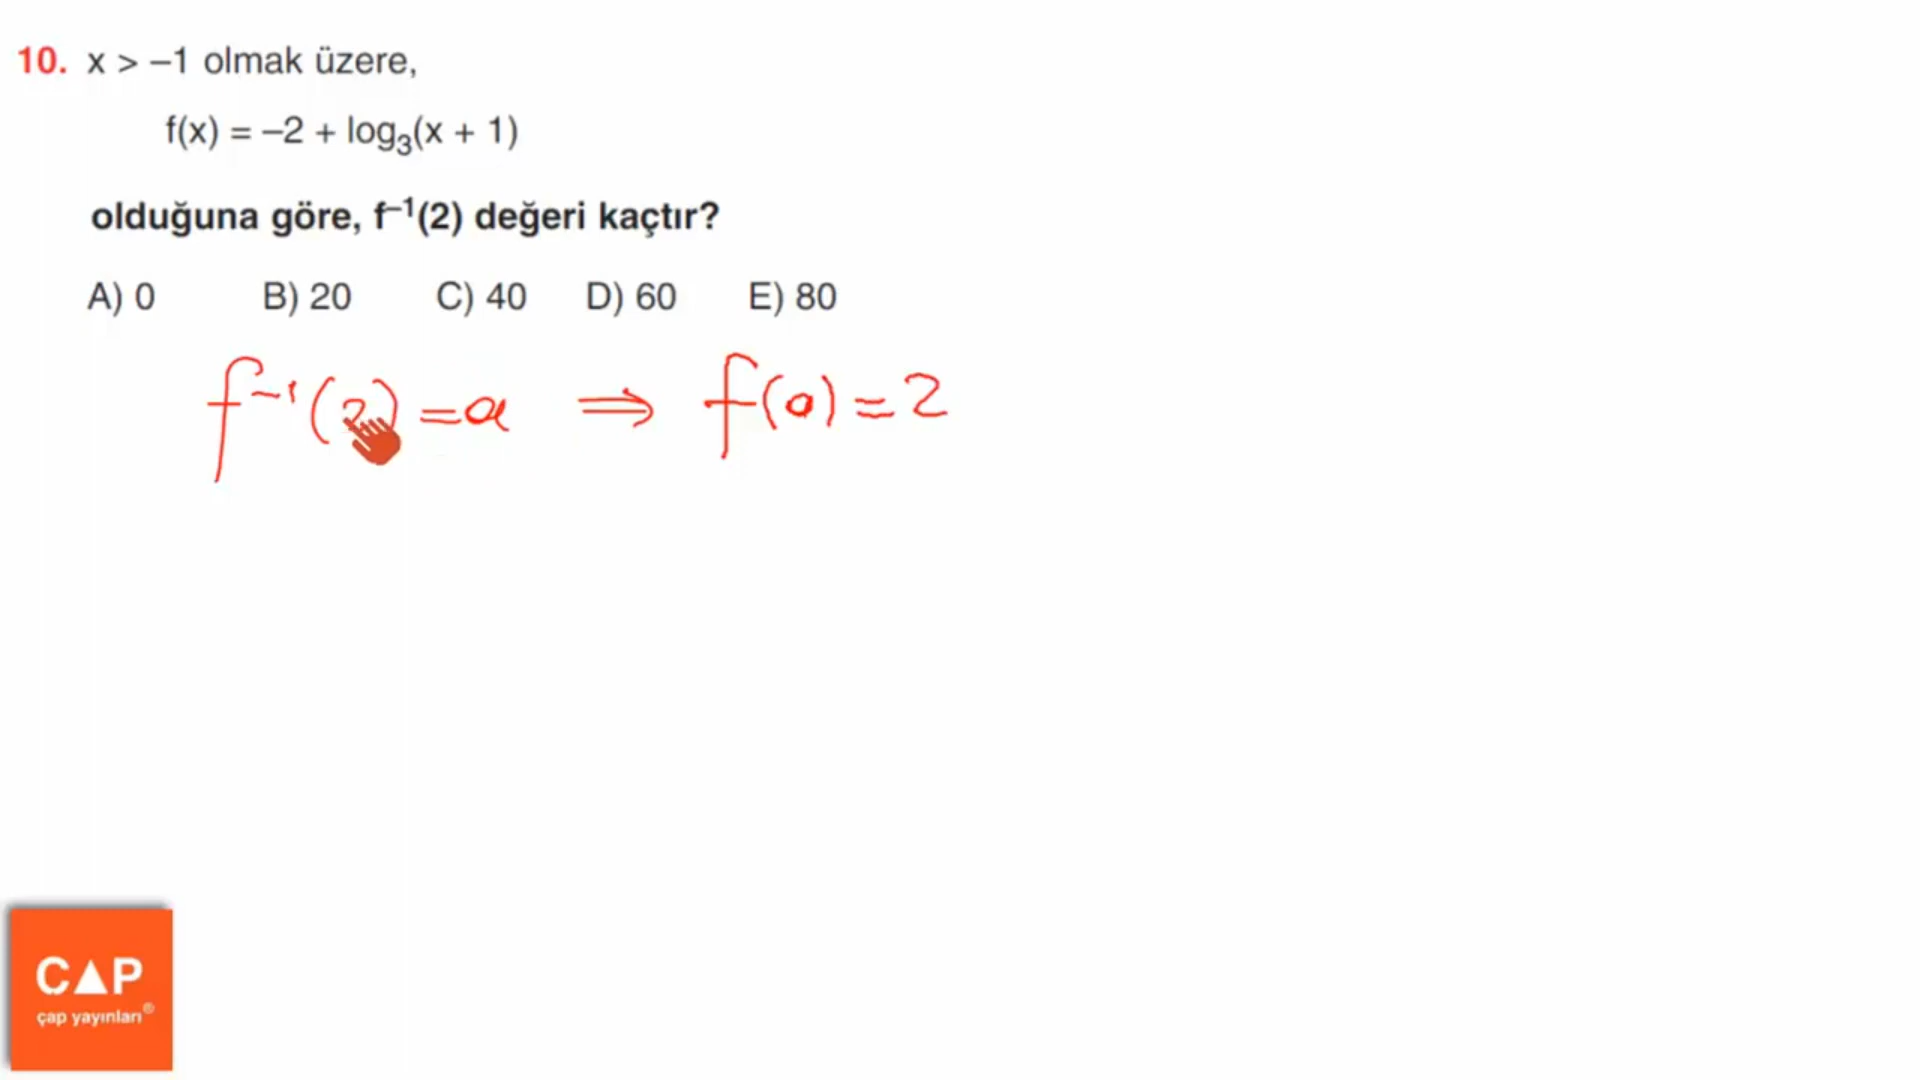 10. x > –1 olmak üzere,
f(x) = –2 + log₃(x + 1)
olduğuna göre, f⁻¹(2) değeri kaçtır?
A) 0 B) 20 C) 40 D) 60 E) 80
f⁻¹(2) = a ⇒ f(a) = 2
C▲P
çap yayınları®